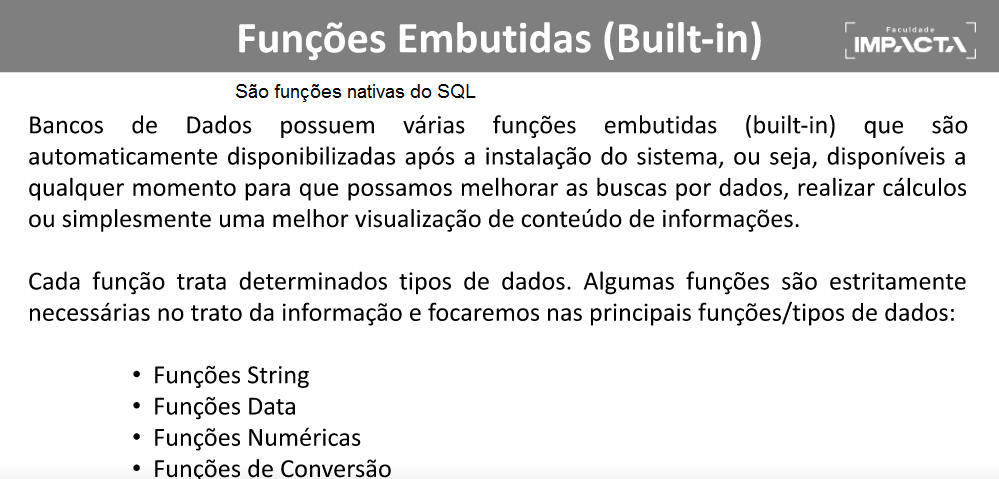 Funções Embutidas (Built-in)
Faculdade
IMPACTA
São funções nativas do SQL
Bancos de Dados possuem várias funções embutidas (built-in) que são
automaticamente disponibilizadas após a instalação do sistema, ou seja, disponíveis a
qualquer momento para que possamos melhorar as buscas por dados, realizar cálculos
ou simplesmente uma melhor visualização de conteúdo de informações.
Cada função trata determinados tipos de dados. Algumas funções são estritamente
necessárias no trato da informação e focaremos nas principais funções/tipos de dados:
• Funções String
• Funções Data
• Funções Numéricas
• Funções de Conversão